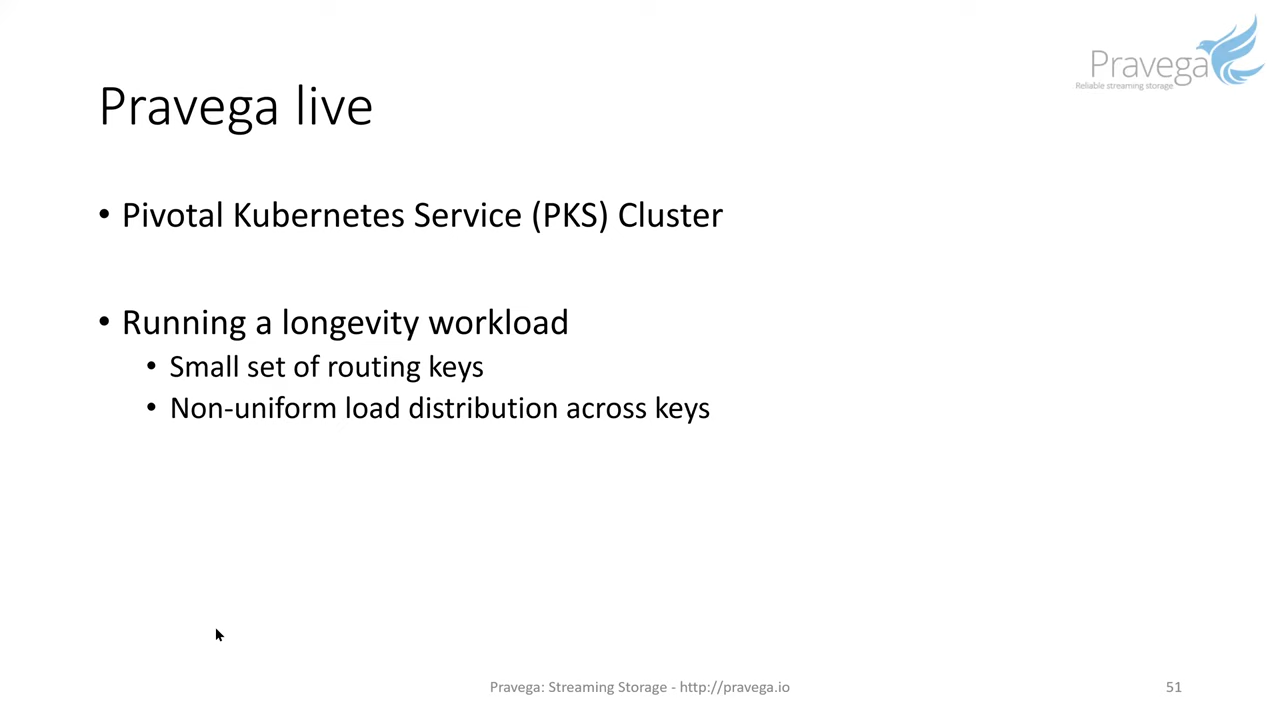 Pravega
Reliable streaming storage
Pravega live
• Pivotal Kubernetes Service (PKS) Cluster
• Running a longevity workload
• Small set of routing keys
• Non-uniform load distribution across keys
Pravega: Streaming Storage - http://pravega.io
51